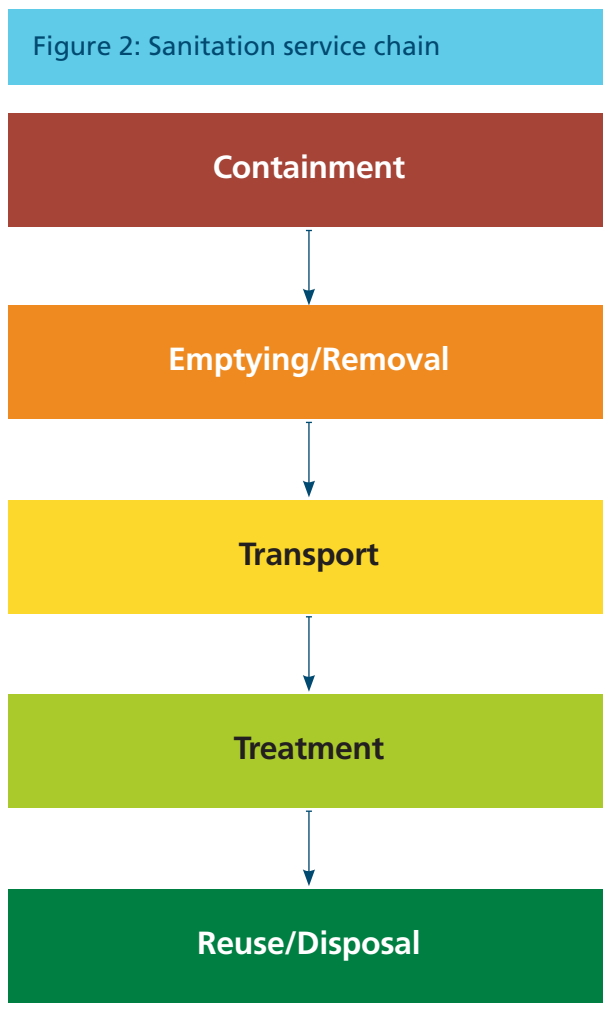 Figure 2: Sanitation service chain
Containment
Emptying/Removal
Transport
Treatment
Reuse/Disposal